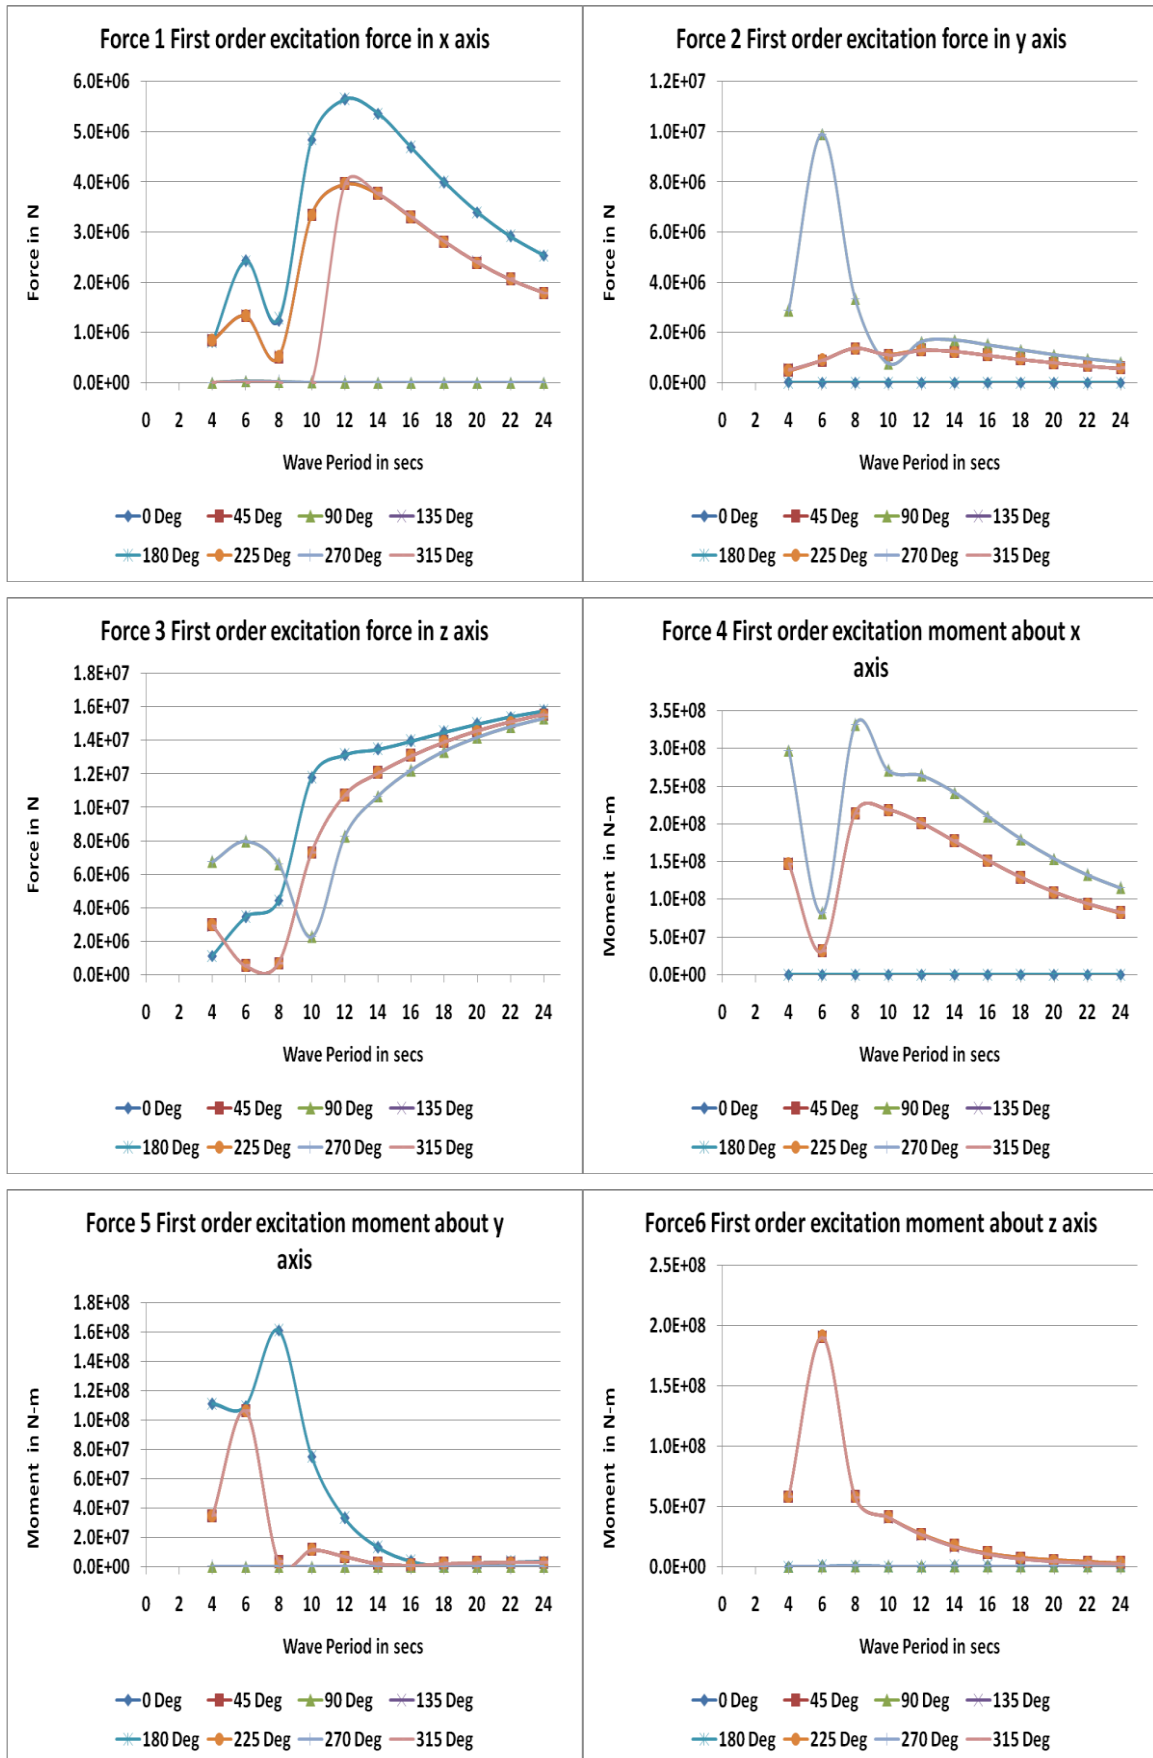 Force 1 First order excitation force in x axis
6.0E+06
5.0E+06
4.0E+06
3.0E+06
2.0E+06
1.0E+06
0.0E+00
Force in N
0 2 4 6 8 10 12 14 16 18 20 22 24
Wave Period in secs
0 Deg 45 Deg 90 Deg 135 Deg
180 Deg 225 Deg 270 Deg 315 Deg
Force 2 First order excitation force in y axis
1.2E+07
1.0E+07
8.0E+06
6.0E+06
4.0E+06
2.0E+06
0.0E+00
Force in N
0 2 4 6 8 10 12 14 16 18 20 22 24
Wave Period in secs
0 Deg 45 Deg 90 Deg 135 Deg
180 Deg 225 Deg 270 Deg 315 Deg
Force 3 First order excitation force in z axis
1.8E+07
1.6E+07
1.4E+07
1.2E+07
1.0E+07
8.0E+06
6.0E+06
4.0E+06
2.0E+06
0.0E+00
Force in N
0 2 4 6 8 10 12 14 16 18 20 22 24
Wave Period in secs
0 Deg 45 Deg 90 Deg 135 Deg
180 Deg 225 Deg 270 Deg 315 Deg
Force 4 First order excitation moment about x
axis
3.5E+08
3.0E+08
2.5E+08
2.0E+08
1.5E+08
1.0E+08
5.0E+07
0.0E+00
Moment in N-m
0 2 4 6 8 10 12 14 16 18 20 22 24
Wave Period in secs
0 Deg 45 Deg 90 Deg 135 Deg
180 Deg 225 Deg 270 Deg 315 Deg
Force 5 First order excitation moment about y
axis
1.8E+08
1.6E+08
1.4E+08
1.2E+08
1.0E+08
8.0E+07
6.0E+07
4.0E+07
2.0E+07
0.0E+00
Moment in N-m
0 2 4 6 8 10 12 14 16 18 20 22 24
Wave Period in secs
0 Deg 45 Deg 90 Deg 135 Deg
180 Deg 225 Deg 270 Deg 315 Deg
Force6 First order excitation moment about z axis
2.5E+08
2.0E+08
1.5E+08
1.0E+08
5.0E+07
0.0E+00
Moment in N-m
0 2 4 6 8 10 12 14 16 18 20 22 24
Wave Period in secs
0 Deg 45 Deg 90 Deg 135 Deg
180 Deg 225 Deg 270 Deg 315 Deg